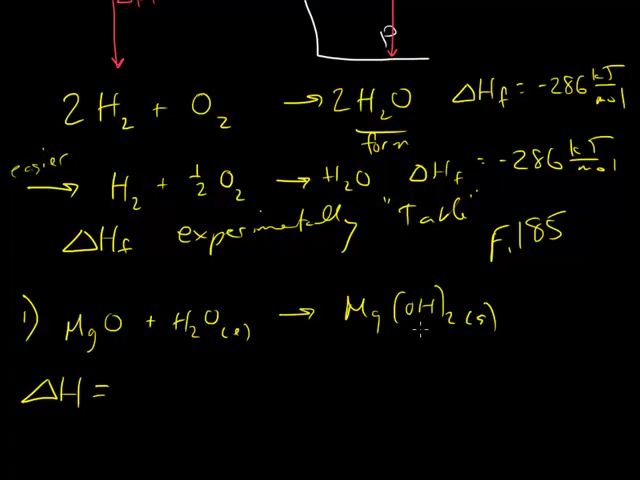 P
2 H₂ + O₂ → 2 H₂O ΔHf = -286 kJ/mol
form
easier
→ H₂ + ½ O₂ → H₂O ΔHf = -286 kJ/mol
ΔHf experimentally "Table" P.185
1) MgO + H₂O(l) → Mg(OH)₂(s)
ΔH =